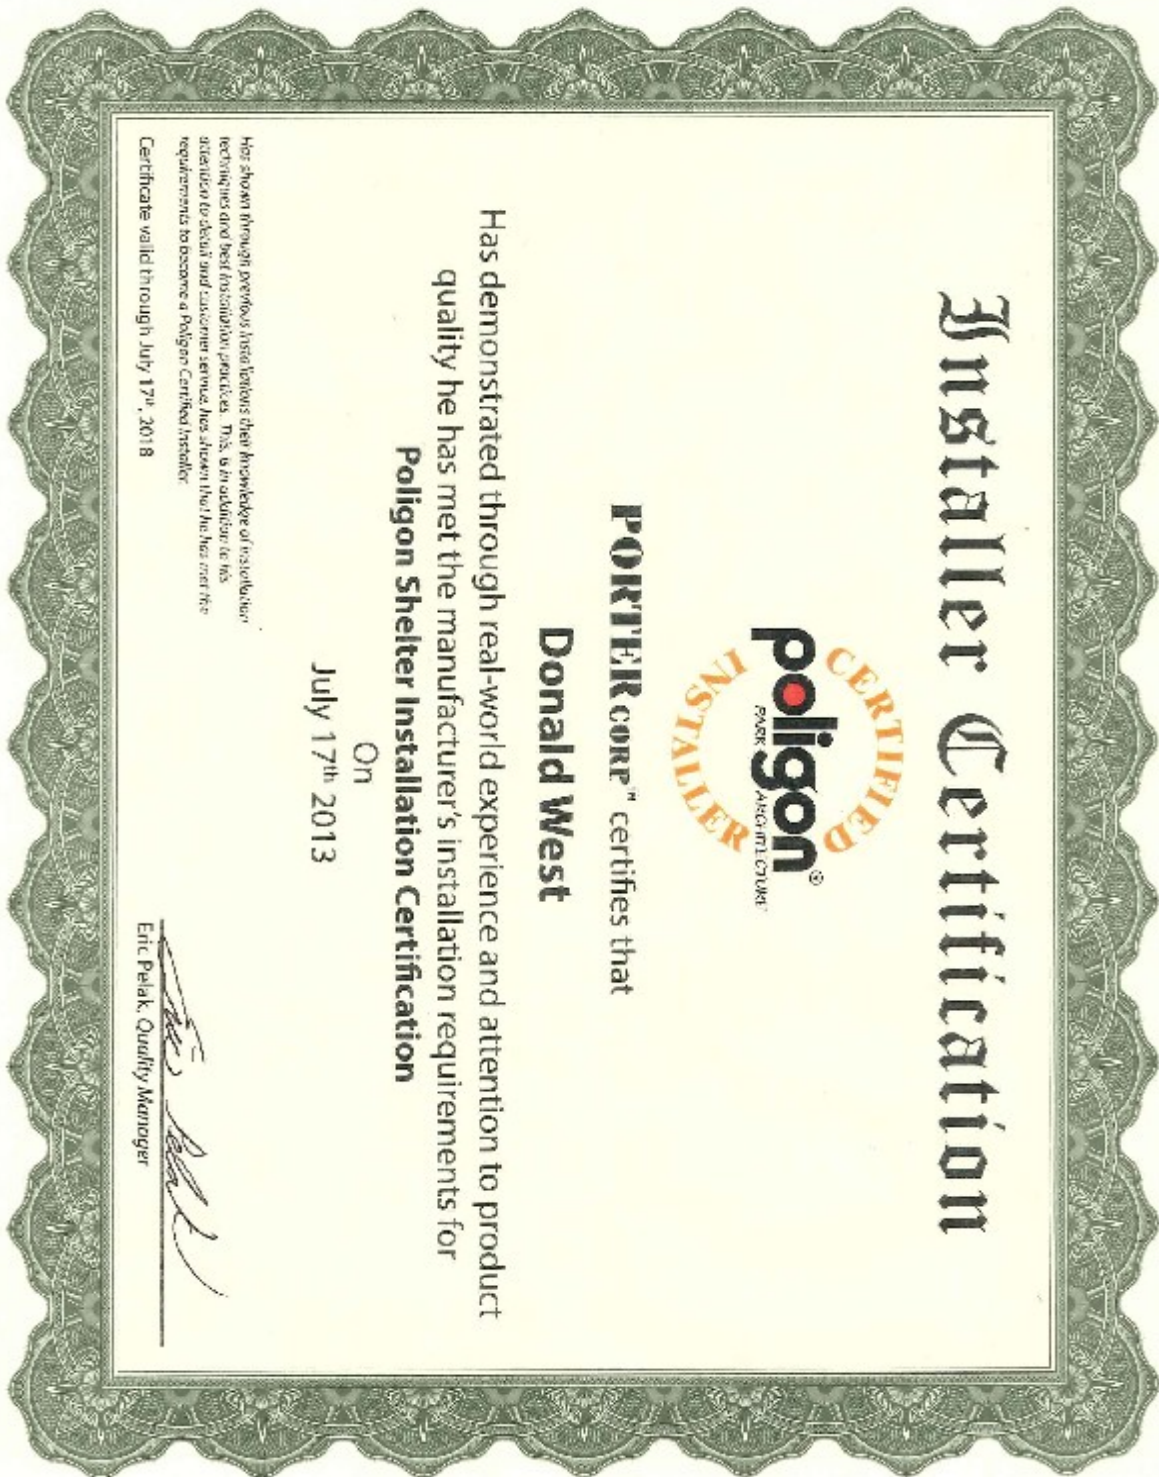 Installer Certification
CERTIFIED
poligon®
PARK ARCHITECTURE
INSTALLER
PORTERCORP™ certifies that
Donald West
Has demonstrated through real-world experience and attention to product
quality he has met the manufacturer's installation requirements for
Poligon Shelter Installation Certification
On
July 17th 2013
Has shown through previous installations their knowledge of installation
techniques and best installation practices. This, is in addition to his
attention to detail and customer service, has shown that he has met the
requirements to become a Poligon Certified Installer.
Certificate valid through July 17th, 2018
Eric Pelak, Quality Manager